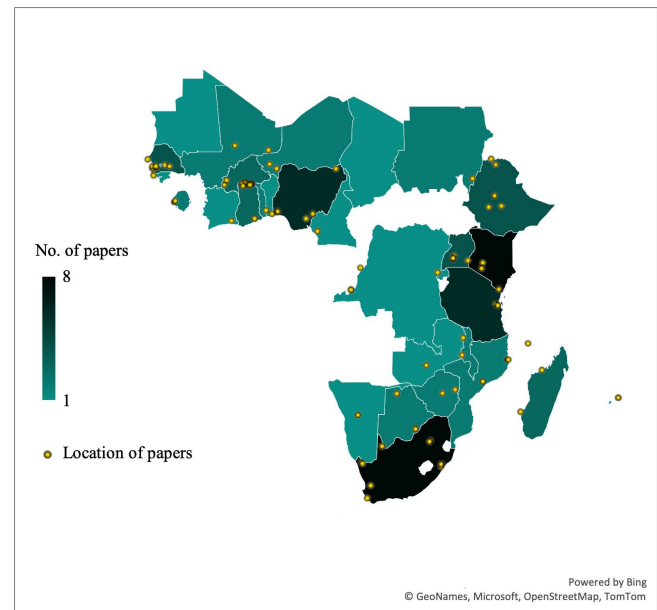 No. of papers
8
1
Location of papers
Powered by Bing
© GeoNames, Microsoft, OpenStreetMap, TomTom